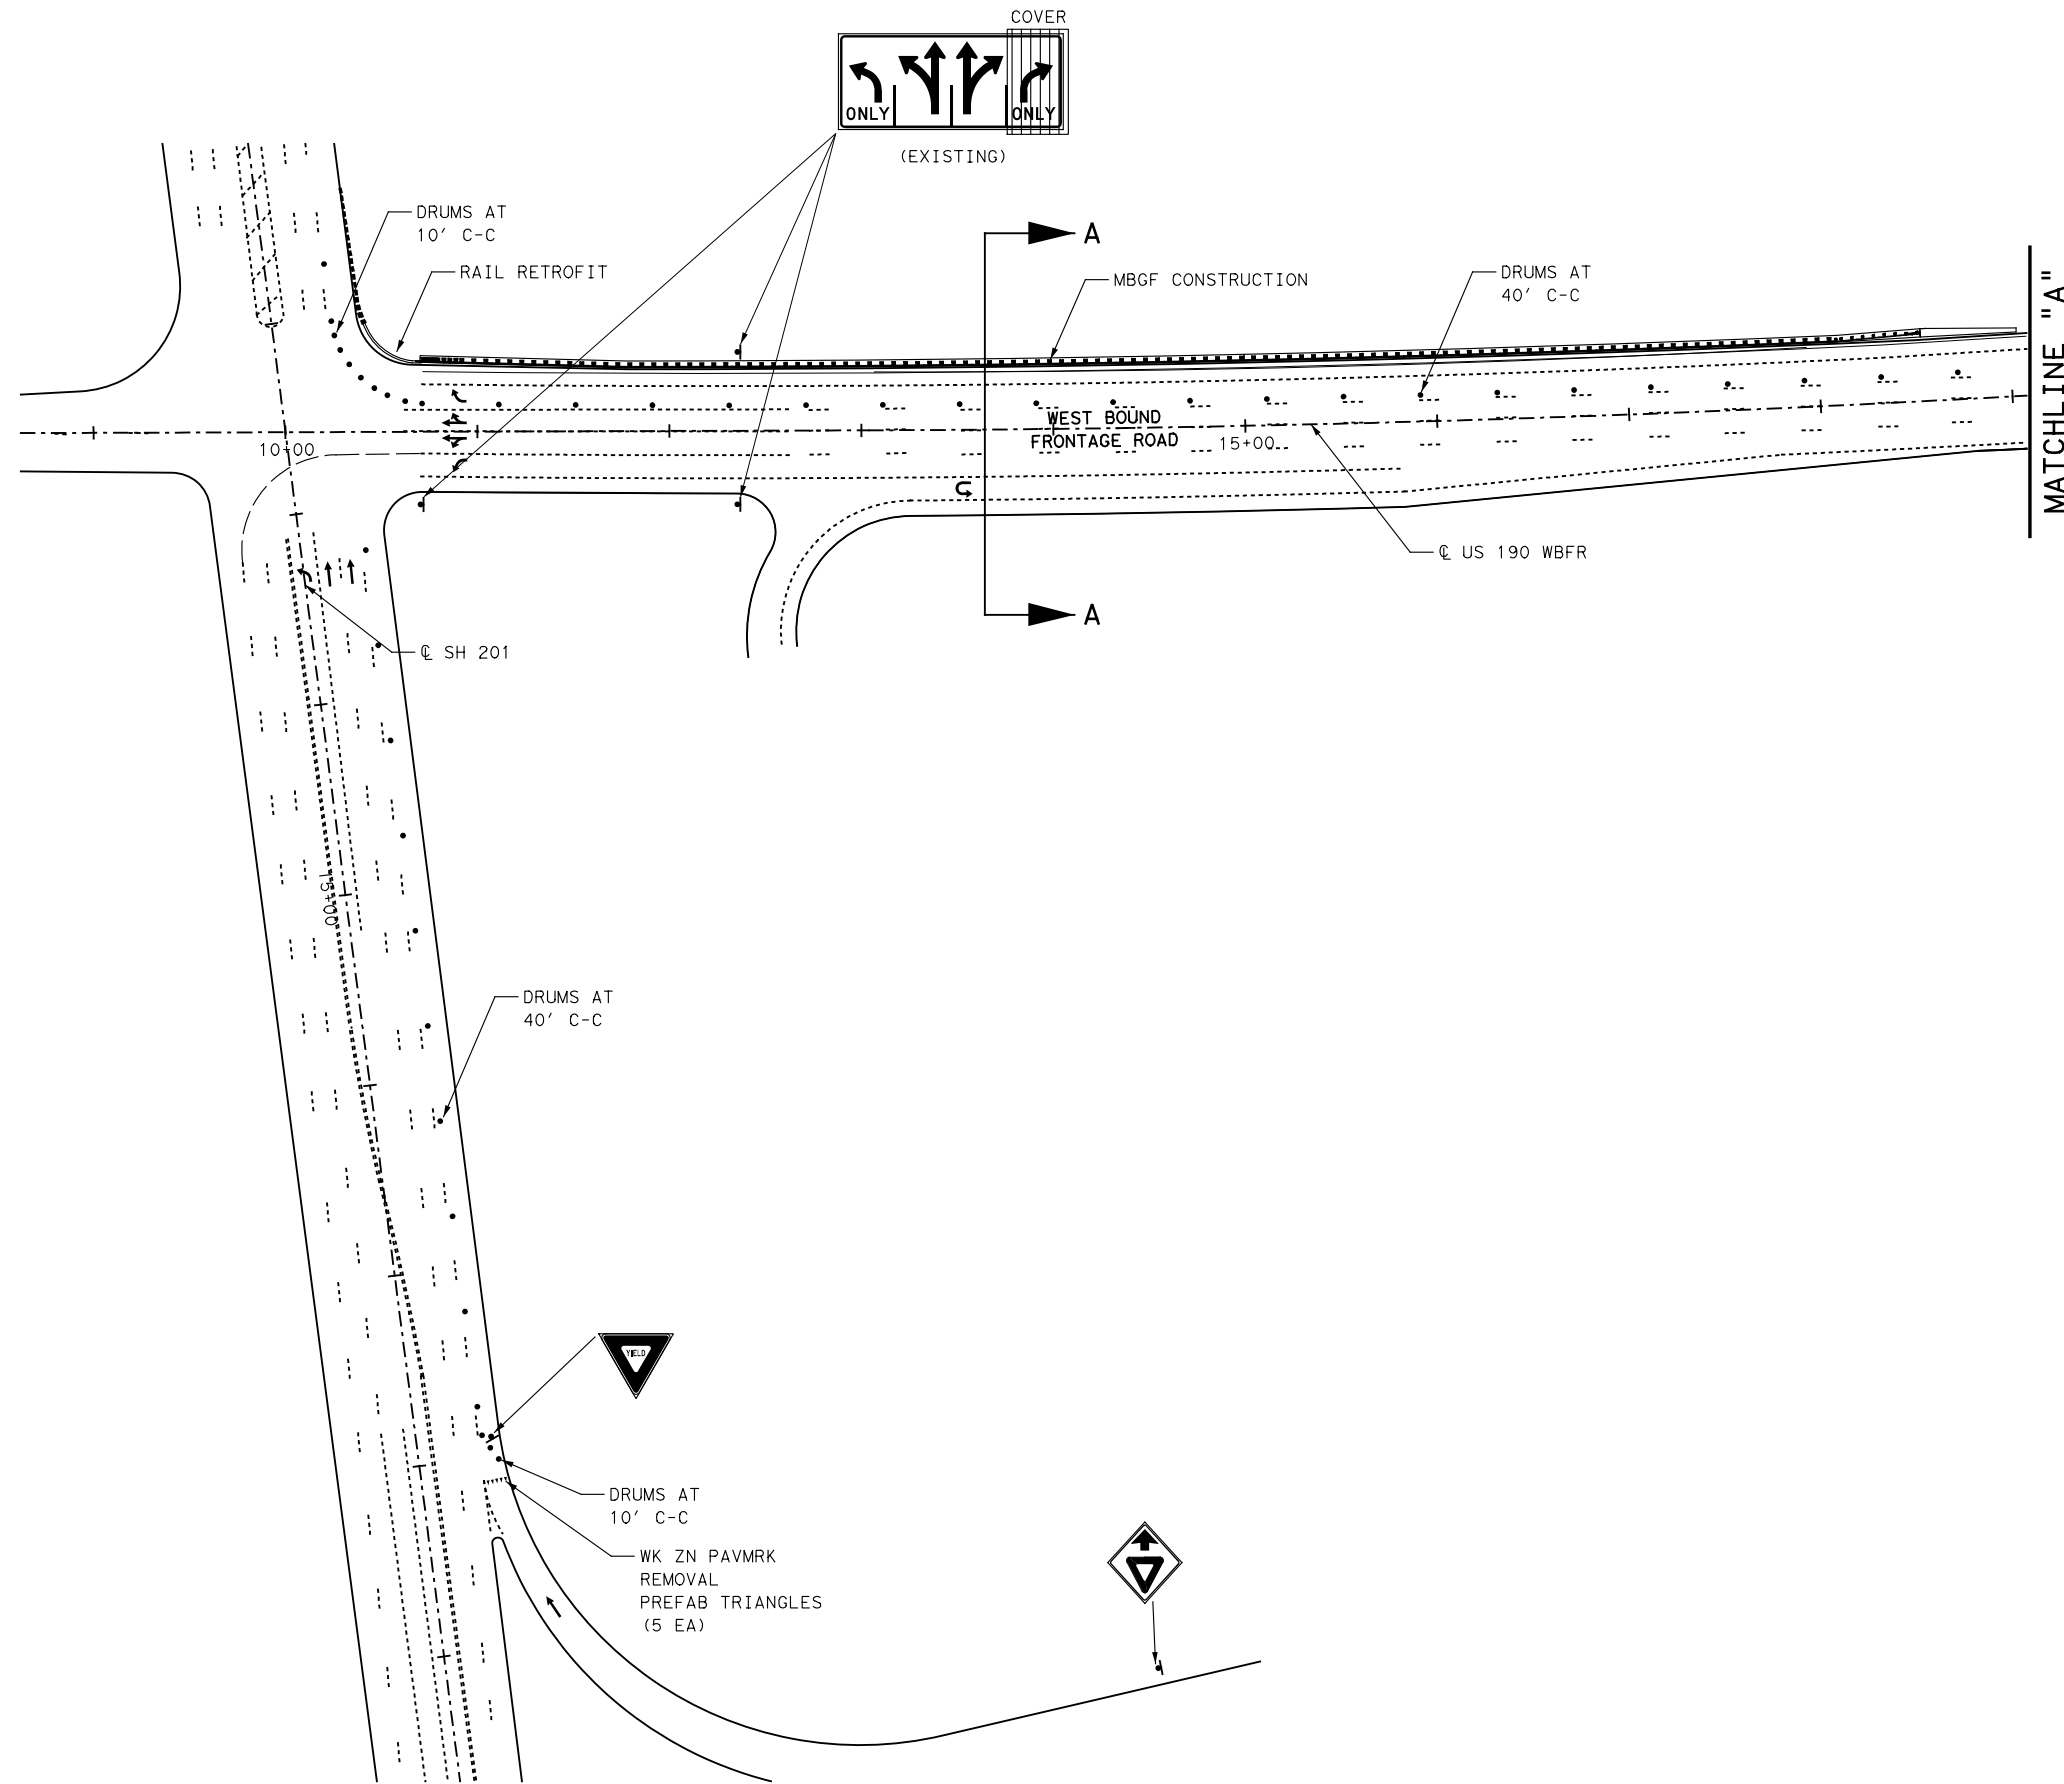 COVER
ONLY
ONLY
(EXISTING)
DRUMS AT
10' C-C
RAIL RETROFIT
A
MBGF CONSTRUCTION
DRUMS AT
40' C-C
MATCHLINE "A"
WEST BOUND
FRONTAGE ROAD
10+00
15+00
℄ US 190 WBFR
A
℄ SH 201
15+00
DRUMS AT
40' C-C
YIELD
DRUMS AT
10' C-C
WK ZN PAVMRK
REMOVAL
PREFAB TRIANGLES
(5 EA)